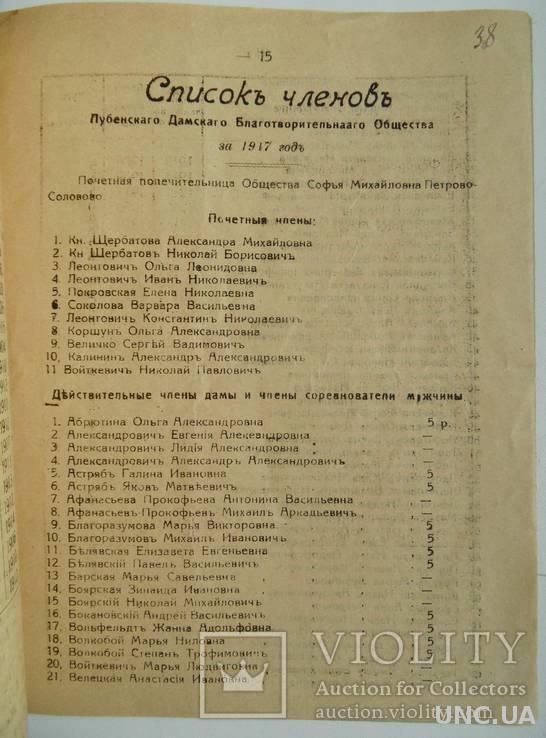 — 15
38
Списокъ членовъ
Лубенскаго Дамскаго Благотворительнааго Общества
за 1917 годъ
Почетная попечительница Общества Софья Михайловна Петрово-
Соловово
Почетные члены:
1. Кн. Щербатова Александра Михайловна
2. Кн Щербатовъ Николай Борисовичъ
3. Леонтовичъ Ольга Леонидовна
4. Леонтовичъ Иванъ Николаевичъ
5. Покровская Елена Николаевна
6 Соколова Варвара Васильевна
7. Леонтовичъ Константинъ Николаевичъ
8 Коршунъ Ольга Александровна
9. Величко Сергѣй Вадимовичъ
10, Калининъ Александръ Александровичъ
11 Войткевичъ Николай Павловичъ
Дѣйствительные члены дамы и члены соревнователи мужчины
1. Абрютина Ольга Александровна 5 р.
2. Александровичъ Евгенія Александровна —
3. Александровичъ Лидія Александровна —
4. Александровичъ Александръ Александровичъ —
5. Астрябъ Галина Ивановна 5
6. Астрябъ Яковъ Матвѣевичъ 5
7. Афанасьева Прокофьева Антонина Васильевна —
8. Афанасьевъ-Прокофьевъ Михаилъ Аркадьевичъ —
9. Благоразумова Марья Викторовна 5
10. Благоразумовъ Михаилъ Ивановичъ 5
11. Бѣлявская Елизавета Евгеньевна 5
12. Бѣлявскій Павелъ Васильевичъ 5
13. Барская Марья Савельевна —
14. Боярская Зинаида Ивановна —
15. Боярскій Николай Михайловичъ —
16. Бокановскій Андрей Васильевичъ 5
17. Вольфельдтъ Жанна Адольфовна 5
18. Волкобой Марья Ниловна 5
19, Волкобой Степанъ Трофимовичъ 5
20, Войткевичъ Марья Людвиговна —
21. Велецкая Анастасія Ивановна —
VIOLITY
Auction for Collectors
auction.violity.com
UNC.UA